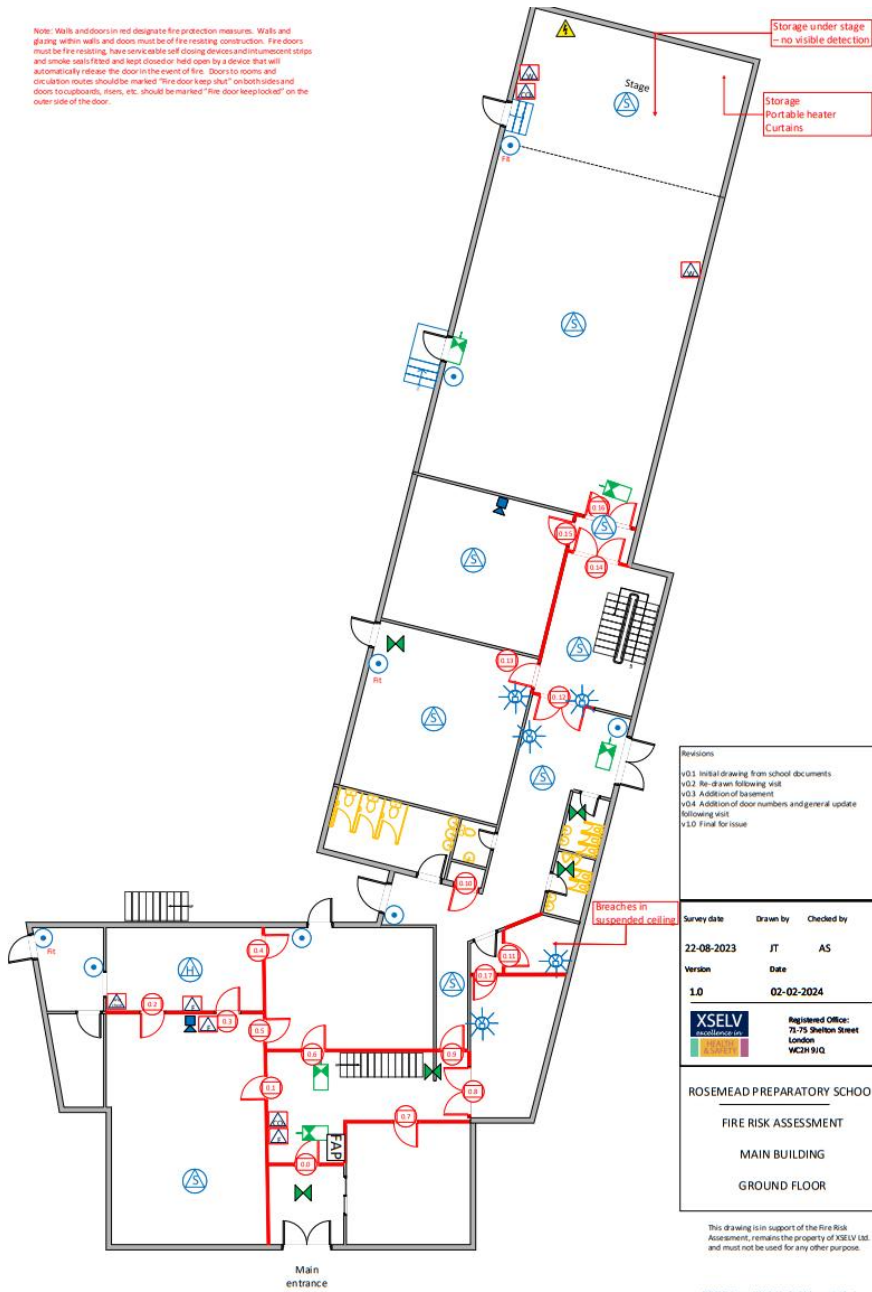 Note: Walls and doors in red designate fire protection measures. Walls and
glazing within walls and doors must be of fire resisting construction. Fire doors
must be fire resisting, have serviceable self closing devices and intumescent strips
and smoke seals fitted and kept closed or held open by a device that will
automatically release the door in the event of fire. Doors to rooms and
circulation routes should be marked "Fire door keep shut" on both sides and
doors to cupboards, risers, etc. should be marked "Fire door keep locked" on the
outer side of the door.
Storage under stage
– no visible detection
W
CO₂
Stage
S
Storage
Portable heater
Curtains
Fit
W
S
0.16
S
0.15
0.14
S
S
0.13
Fit
0.12
S
S
Revisions
v0.1 Initial drawing from school documents
v0.2 Re-drawn following visit
v0.3 Addition of basement
v0.4 Addition of door numbers and general update
following visit
v1.0 Final for issue
0.10
Breaches in
suspended ceiling
Survey date Drawn by Checked by
22-08-2023 JT AS
Version Date
1.0 02-02-2024
Fit
0.4
0.11
H
0.17
S
0.2
0.3
0.5
0.6
0.9
0.1
0.8
0.7
FAP
0.0
S
XSELV
excellence in
HEALTH
& SAFETY
Registered Office:
71-75 Shelton Street
London
WC2H 9JQ
ROSEMEAD PREPARATORY SCHOO
FIRE RISK ASSESSMENT
MAIN BUILDING
GROUND FLOOR
This drawing is in support of the Fire Risk
Assessment, remains the property of XSELV Ltd.
and must not be used for any other purpose.
Main
entrance